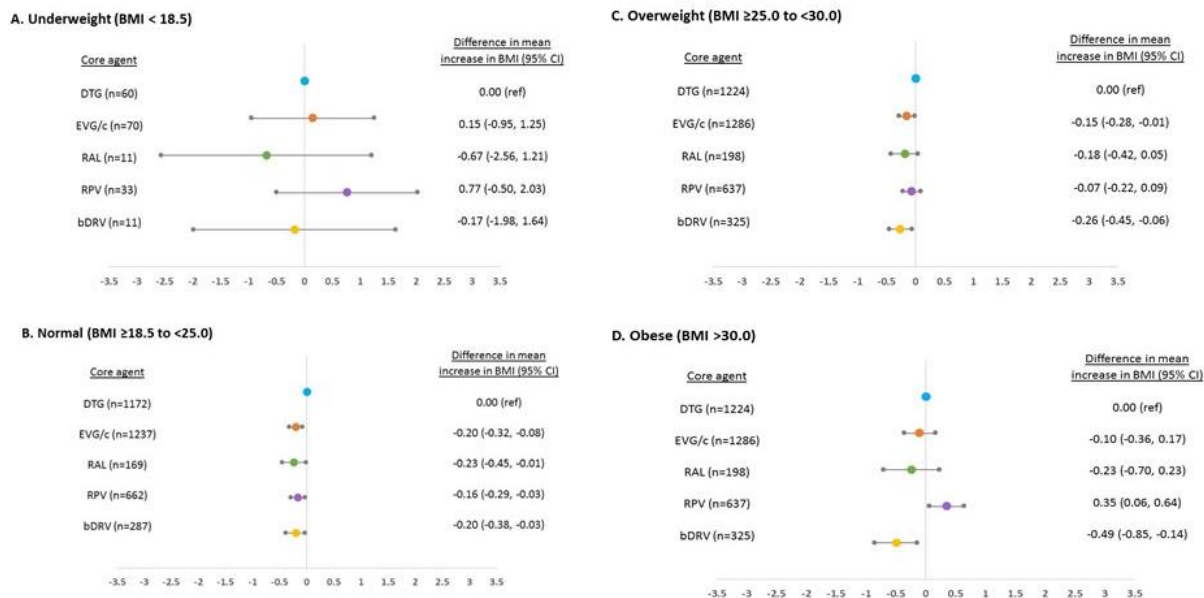 A. Underweight (BMI < 18.5)
Core agent
Difference in mean
increase in BMI (95% CI)
DTG (n=60)
0.00 (ref)
EVG/c (n=70)
0.15 (-0.95, 1.25)
RAL (n=11)
-0.67 (-2.56, 1.21)
RPV (n=33)
0.77 (-0.50, 2.03)
bDRV (n=11)
-0.17 (-1.98, 1.64)
-3.5 -3 -2.5 -2 -1.5 -1 -0.5 0 0.5 1 1.5 2 2.5 3 3.5
B. Normal (BMI ≥18.5 to <25.0)
Core agent
Difference in mean
increase in BMI (95% CI)
DTG (n=1172)
0.00 (ref)
EVG/c (n=1237)
-0.20 (-0.32, -0.08)
RAL (n=169)
-0.23 (-0.45, -0.01)
RPV (n=662)
-0.16 (-0.29, -0.03)
bDRV (n=287)
-0.20 (-0.38, -0.03)
-3.5 -3 -2.5 -2 -1.5 -1 -0.5 0 0.5 1 1.5 2 2.5 3 3.5
C. Overweight (BMI ≥25.0 to <30.0)
Core agent
Difference in mean
increase in BMI (95% CI)
DTG (n=1224)
0.00 (ref)
EVG/c (n=1286)
-0.15 (-0.28, -0.01)
RAL (n=198)
-0.18 (-0.42, 0.05)
RPV (n=637)
-0.07 (-0.22, 0.09)
bDRV (n=325)
-0.26 (-0.45, -0.06)
-3.5 -3 -2.5 -2 -1.5 -1 -0.5 0 0.5 1 1.5 2 2.5 3 3.5
D. Obese (BMI >30.0)
Core agent
Difference in mean
increase in BMI (95% CI)
DTG (n=1224)
0.00 (ref)
EVG/c (n=1286)
-0.10 (-0.36, 0.17)
RAL (n=198)
-0.23 (-0.70, 0.23)
RPV (n=637)
0.35 (0.06, 0.64)
bDRV (n=325)
-0.49 (-0.85, -0.14)
-3.5 -3 -2.5 -2 -1.5 -1 -0.5 0 0.5 1 1.5 2 2.5 3 3.5